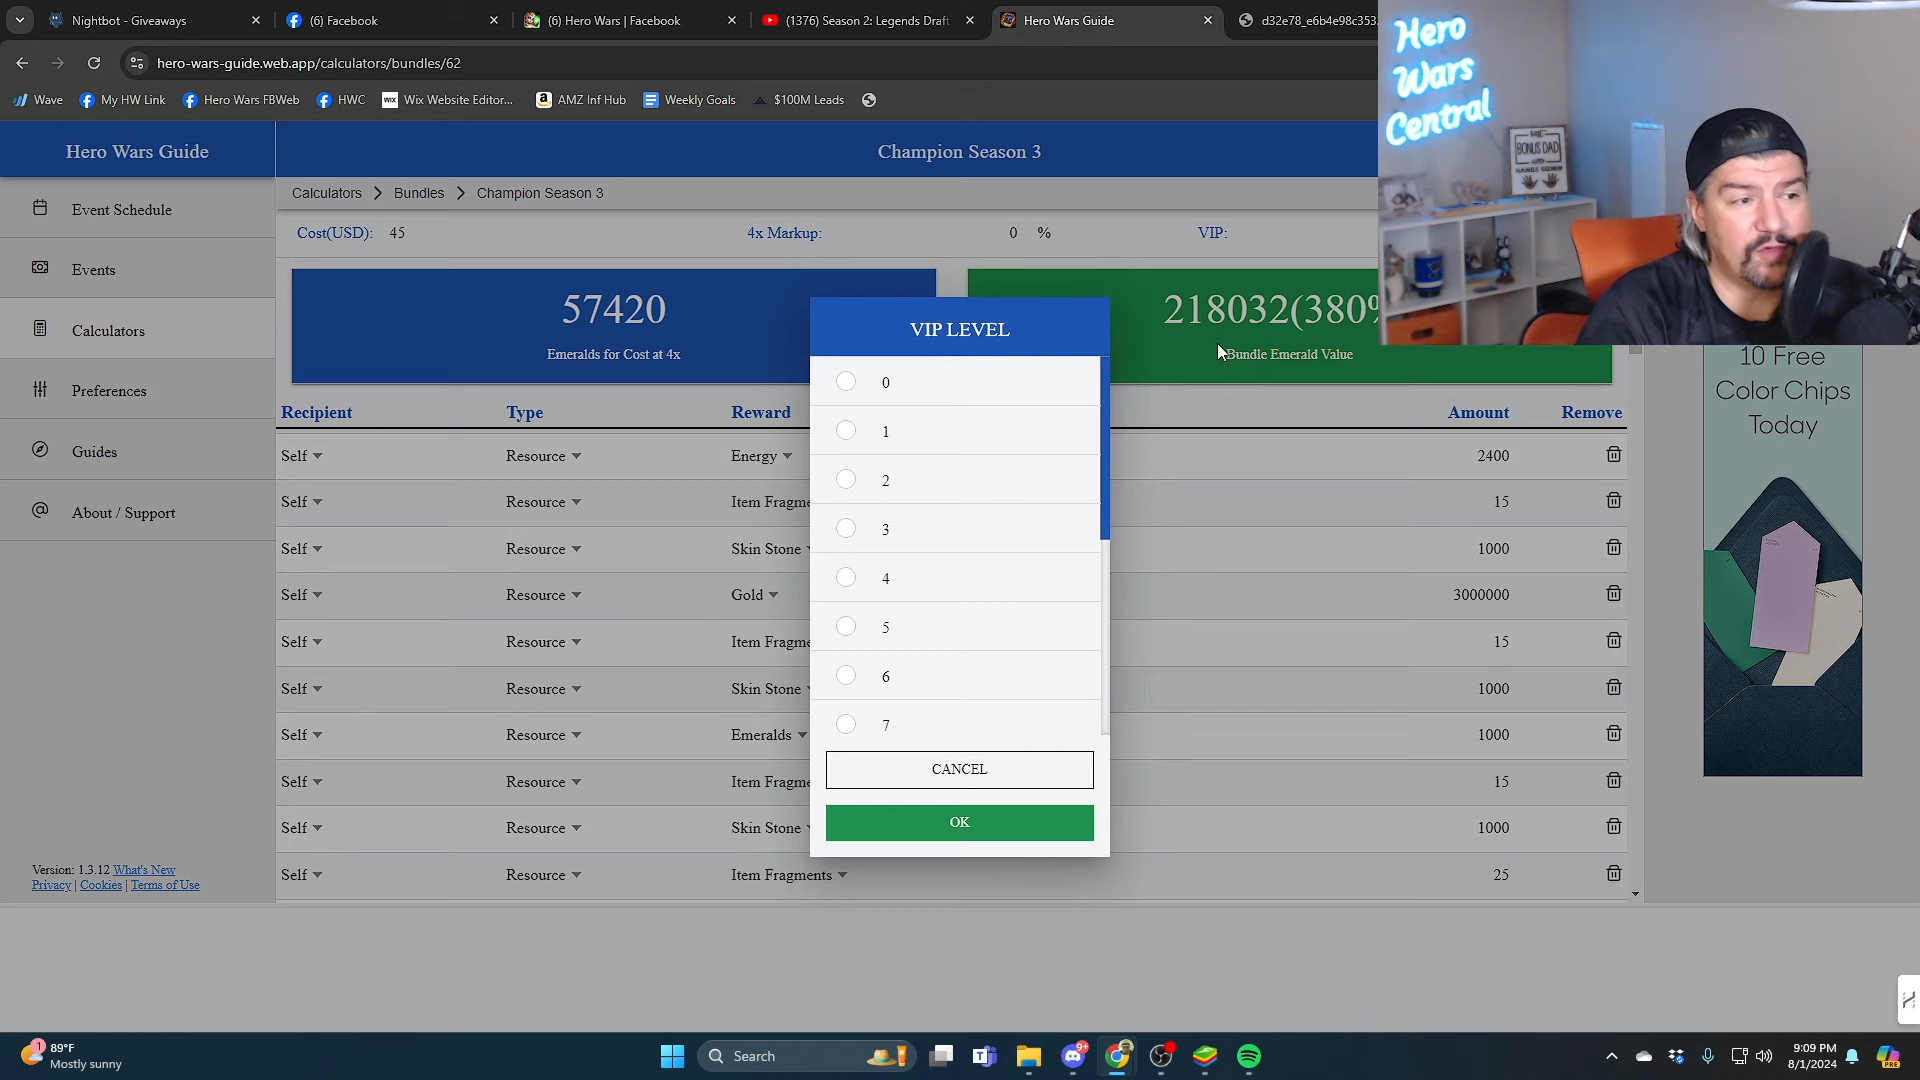 Nightbot - Giveaways
(6) Facebook
(6) Hero Wars | Facebook
(1376) Season 2: Legends Draft
Hero Wars Guide
hero-wars-guide.web.app/calculators/bundles/62
Wave
My HW Link
Hero Wars FBWeb
HWC
WIX
Wix Website Editor...
AMZ Inf Hub
Weekly Goals
$100M Leads
Hero
Wars
Central
BONUS DAD
Hero Wars Guide
Champion Season 3
Event Schedule
Events
Calculators
Preferences
Guides
About / Support
Version: 1.3.12 What's New
Privacy | Cookies | Terms of Use
Calculators > Bundles > Champion Season 3
Cost(USD): 45
4x Markup: 0 %
VIP:
57420
Emeralds for Cost at 4x
218032(380%
Bundle Emerald Value
Recipient Type Reward Amount Remove
Self Resource Energy 2400
Self Resource Item Fragme 15
Self Resource Skin Stone 1000
Self Resource Gold 3000000
Self Resource Item Fragme 15
Self Resource Skin Stone 1000
Self Resource Emeralds 1000
Self Resource Item Fragme 15
Self Resource Skin Stone 1000
Self Resource Item Fragments 25
VIP LEVEL
0
1
2
3
4
5
6
7
CANCEL
OK
10 Free
Color Chips
Today
1
89°F
Mostly sunny
Search
9+
9:09 PM
8/1/2024
PRE